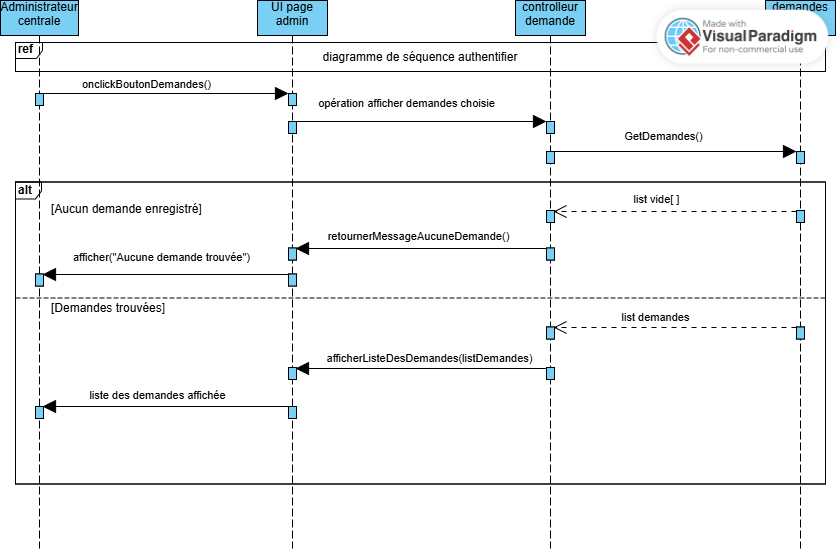 Administrateur
centrale
UI page
admin
controlleur
demande
demandes
Made with
VisualParadigm
For non-commercial use
ref
diagramme de séquence authentifier
onclickBoutonDemandes()
opération afficher demandes choisie
GetDemandes()
alt
[Aucun demande enregistré]
list vide[ ]
retournerMessageAucuneDemande()
afficher("Aucune demande trouvée")
[Demandes trouvées]
list demandes
afficherListeDesDemandes(listDemandes)
liste des demandes affichée